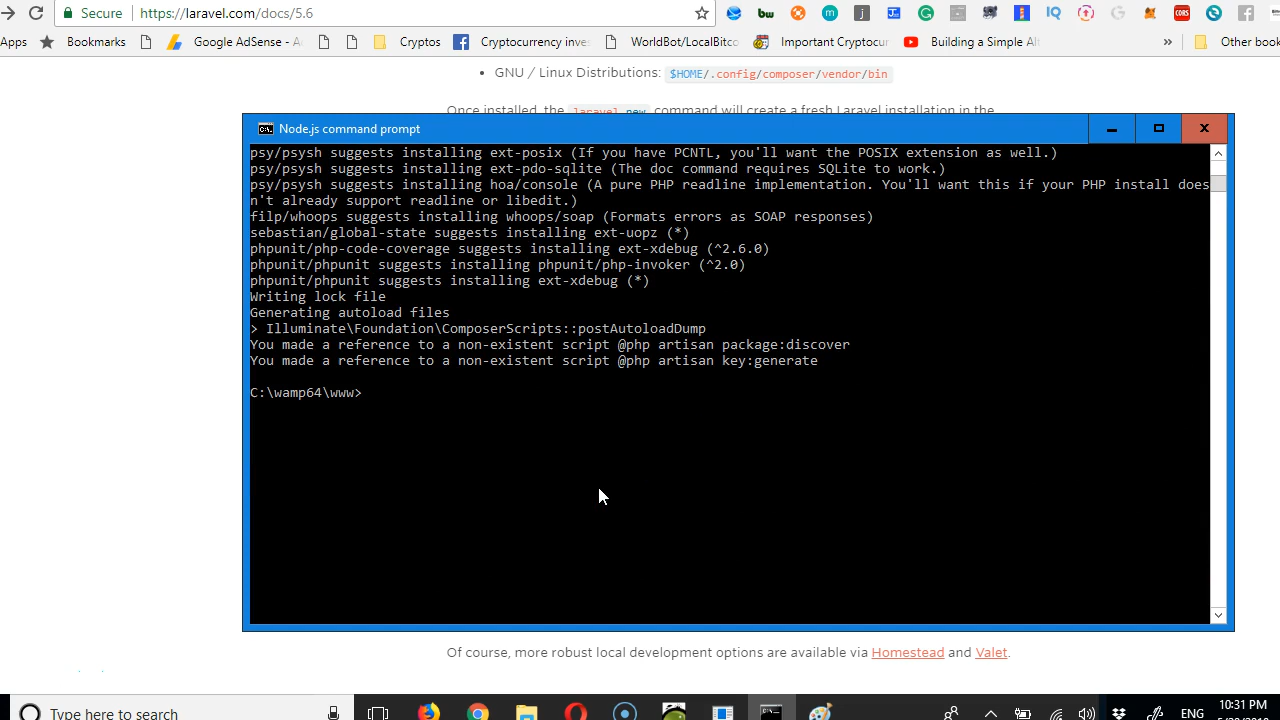 Secure https://laravel.com/docs/5.6
Apps Bookmarks Google AdSense - A Cryptos Cryptocurrency inve WorldBot/LocalBitco Important Cryptocur Building a Simple Al » Other book
• GNU / Linux Distributions: $HOME/.config/composer/vendor/bin
Once installed, the laravel new command will create a fresh Laravel installation in the
Node.js command prompt
psy/psysh suggests installing ext-posix (If you have PCNTL, you'll want the POSIX extension as well.)
psy/psysh suggests installing ext-pdo-sqlite (The doc command requires SQLite to work.)
psy/psysh suggests installing hoa/console (A pure PHP readline implementation. You'll want this if your PHP install does
n't already support readline or libedit.)
filp/whoops suggests installing whoops/soap (Formats errors as SOAP responses)
sebastian/global-state suggests installing ext-uopz (*)
phpunit/php-code-coverage suggests installing ext-xdebug (^2.6.0)
phpunit/phpunit suggests installing phpunit/php-invoker (^2.0)
phpunit/phpunit suggests installing ext-xdebug (*)
Writing lock file
Generating autoload files
> Illuminate\Foundation\ComposerScripts::postAutoloadDump
You made a reference to a non-existent script @php artisan package:discover
You made a reference to a non-existent script @php artisan key:generate
C:\wamp64\www>
Of course, more robust local development options are available via Homestead and Valet.
Type here to search ENG 10:31 PM